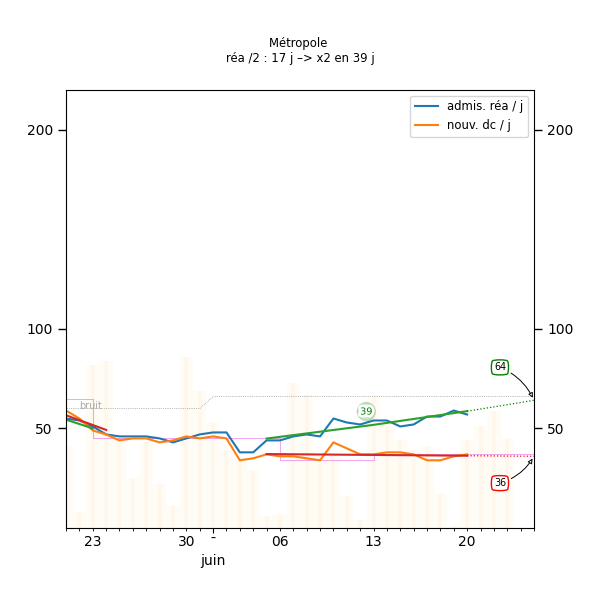 Métropole
réa /2 : 17 j –> x2 en 39 j
admis. réa / j
nouv. dc / j
200
200
100
100
64
bruit
39
50
50
36
23
30
-
06
13
20
juin